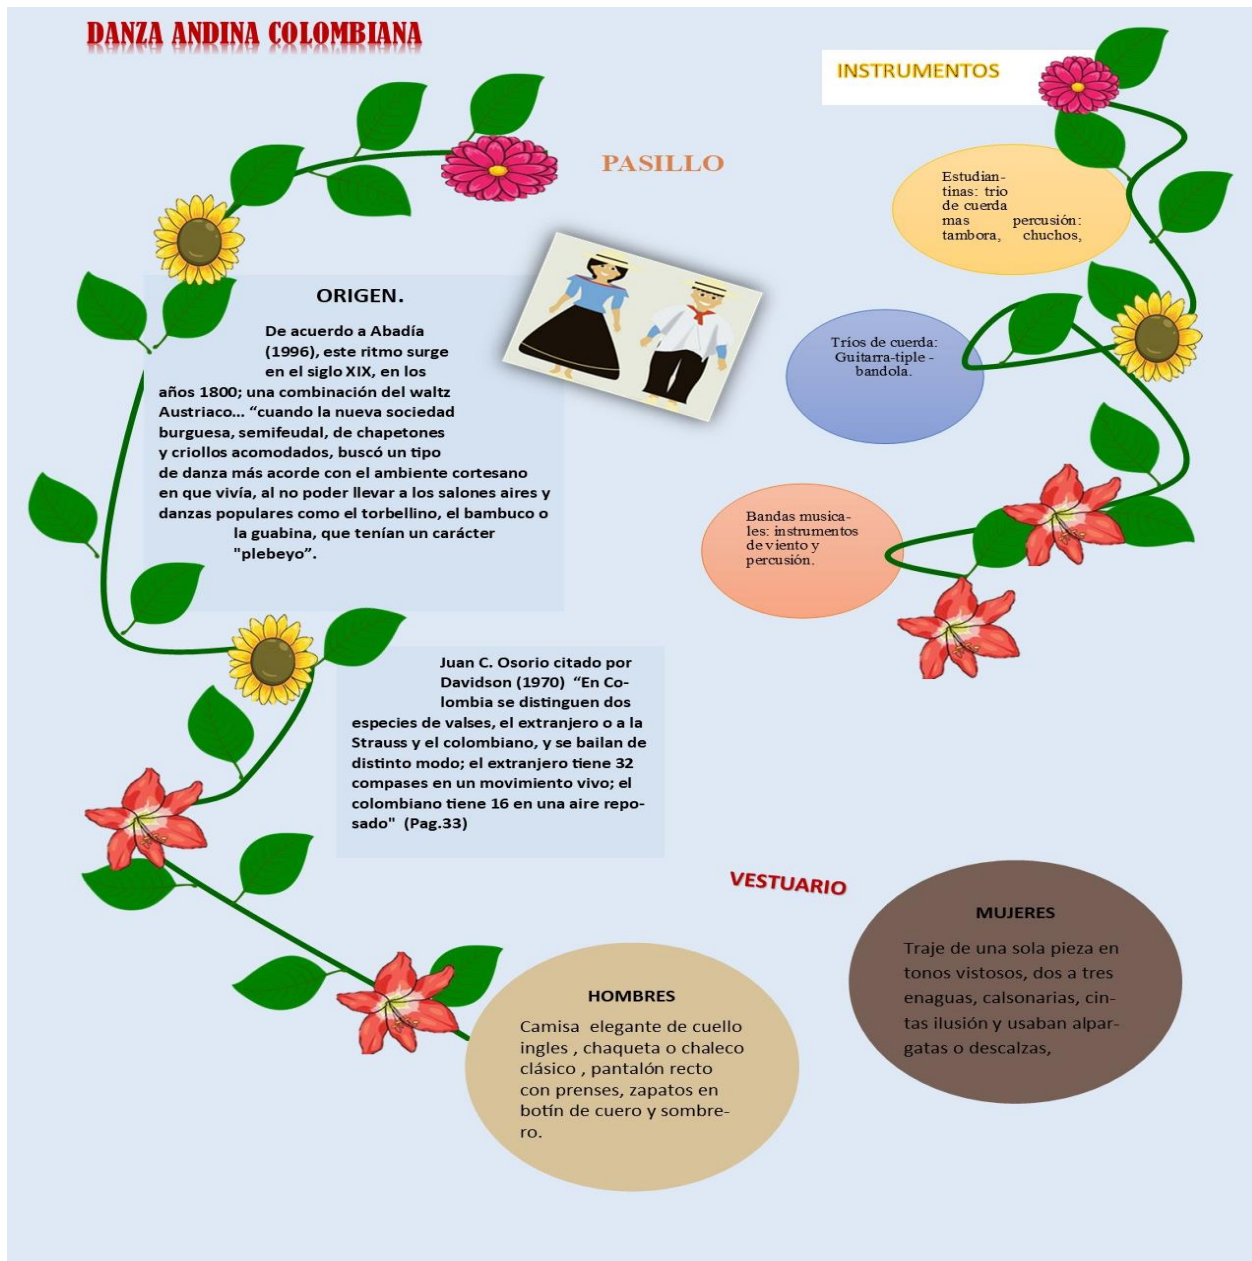 DANZA ANDINA COLOMBIANA
PASILLO
ORIGEN.
De acuerdo a Abadía
(1996), este ritmo surge
en el siglo XIX, en los
años 1800; una combinación del waltz
Austriaco... “cuando la nueva sociedad
burguesa, semifeudal, de chapetones
y criollos acomodados, buscó un tipo
de danza más acorde con el ambiente cortesano
en que vivía, al no poder llevar a los salones aires y
danzas populares como el torbellino, el bambuco o
la guabina, que tenían un carácter
"plebeyo”.
Juan C. Osorio citado por
Davidson (1970) “En Co-
lombia se distinguen dos
especies de valses, el extranjero o a la
Strauss y el colombiano, y se bailan de
distinto modo; el extranjero tiene 32
compases en un movimiento vivo; el
colombiano tiene 16 en una aire repo-
sado" (Pag.33)
INSTRUMENTOS
Estudian-
tinas: trio
de cuerda
mas percusión:
tambora, chuchos,
Tríos de cuerda:
Guitarra-tiple -
bandola.
Bandas musica-
les: instrumentos
de viento y
percusión.
VESTUARIO
HOMBRES
Camisa elegante de cuello
ingles , chaqueta o chaleco
clásico , pantalón recto
con prenses, zapatos en
botín de cuero y sombre-
ro.
MUJERES
Traje de una sola pieza en
tonos vistosos, dos a tres
enaguas, calsonarias, cin-
tas ilusión y usaban alpar-
gatas o descalzas,